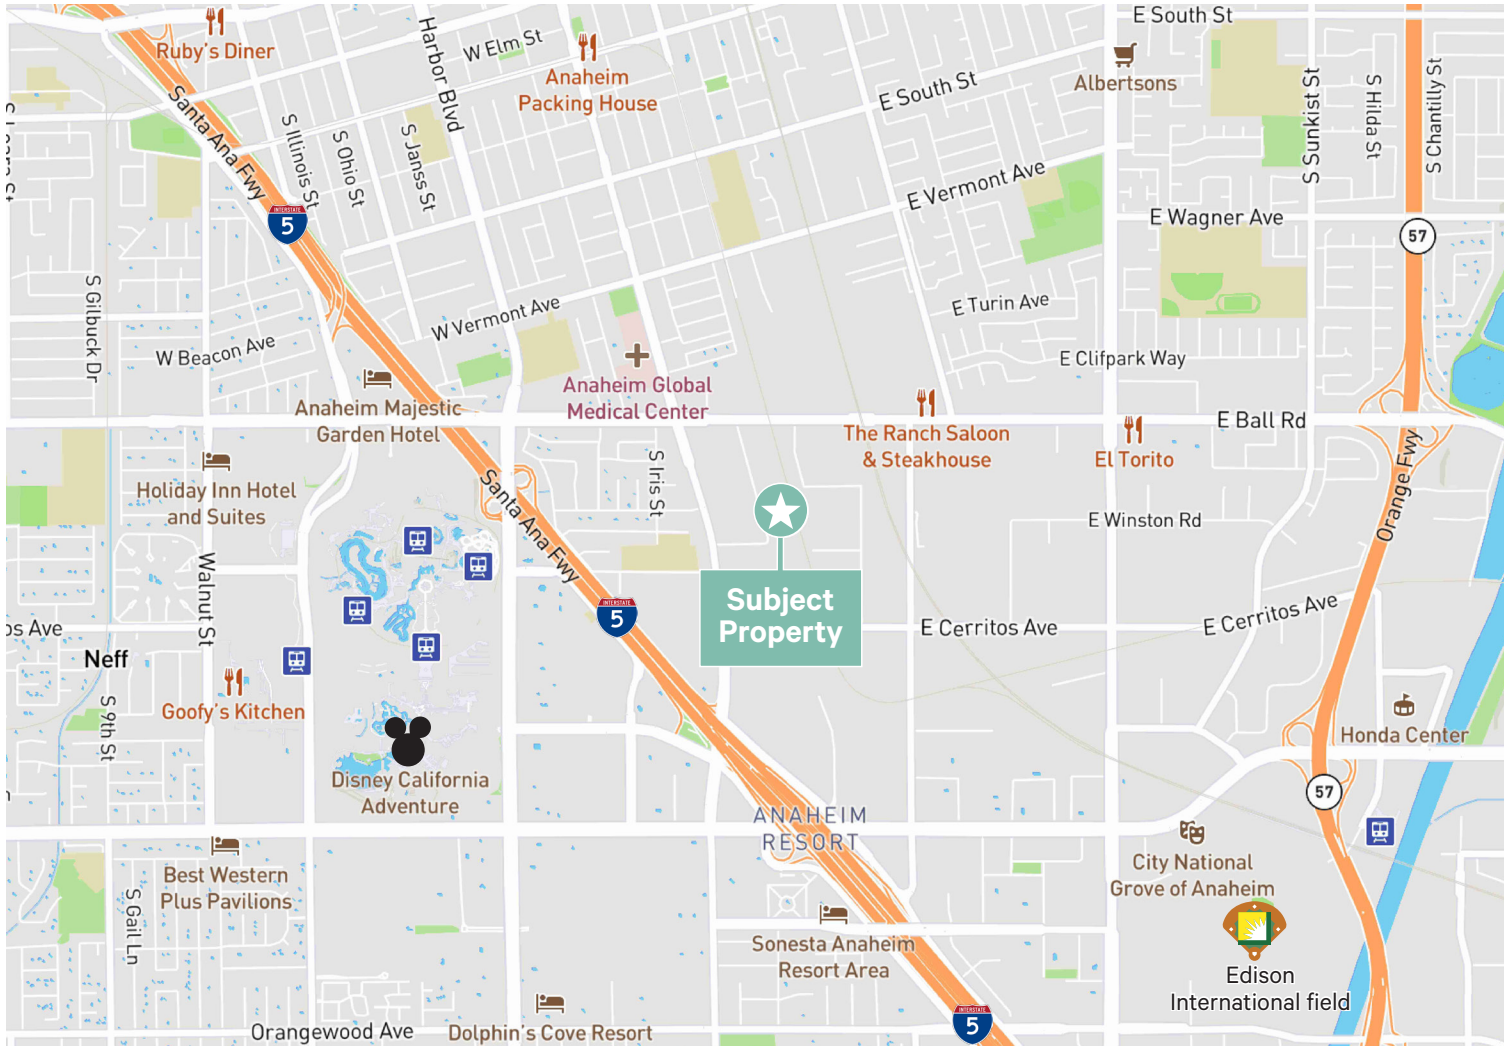 E South St
Ruby's Diner
Harbor Blvd
W Elm St
Anaheim
Packing House
Albertsons
E South St
S Sunkist St
S Hilda St
S Chantilly St
Santa Ana Fwy
S Illinois St
S Ohio St
S Janss St
E Vermont Ave
E Wagner Ave
INTERSTATE
5
57
S Gilbuck Dr
W Vermont Ave
E Turin Ave
W Beacon Ave
E Clifpark Way
Anaheim Global
Medical Center
Anaheim Majestic
Garden Hotel
E Ball Rd
The Ranch Saloon
& Steakhouse
El Torito
Holiday Inn Hotel
and Suites
S Iris St
Santa Ana Fwy
Orange Fwy
E Winston Rd
Walnut St
INTERSTATE
5
Subject
Property
E Cerritos Ave
E Cerritos Ave
os Ave
Neff
S 9th St
Goofy's Kitchen
Honda Center
Disney California
Adventure
57
ANAHEIM
RESORT
City National
Grove of Anaheim
Best Western
Plus Pavilions
S Gail Ln
Sonesta Anaheim
Resort Area
Edison
International field
INTERSTATE
5
Orangewood Ave
Dolphin's Cove Resort